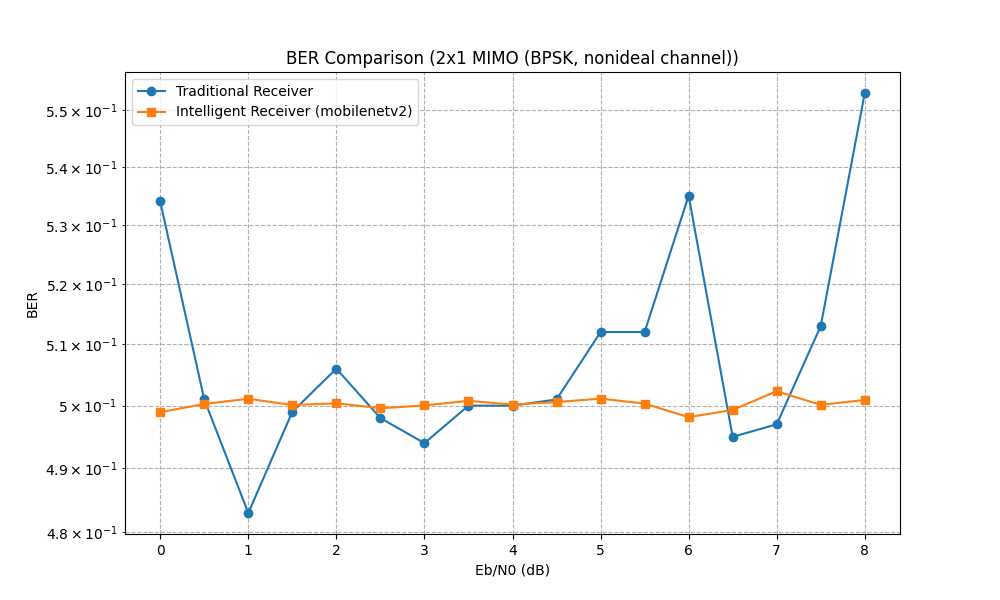 BER Comparison (2x1 MIMO (BPSK, nonideal channel))
Traditional Receiver
Intelligent Receiver (mobilenetv2)
5.5 × 10⁻¹
5.4 × 10⁻¹
5.3 × 10⁻¹
5.2 × 10⁻¹
5.1 × 10⁻¹
5 × 10⁻¹
4.9 × 10⁻¹
4.8 × 10⁻¹
BER
0 1 2 3 4 5 6 7 8
Eb/N0 (dB)